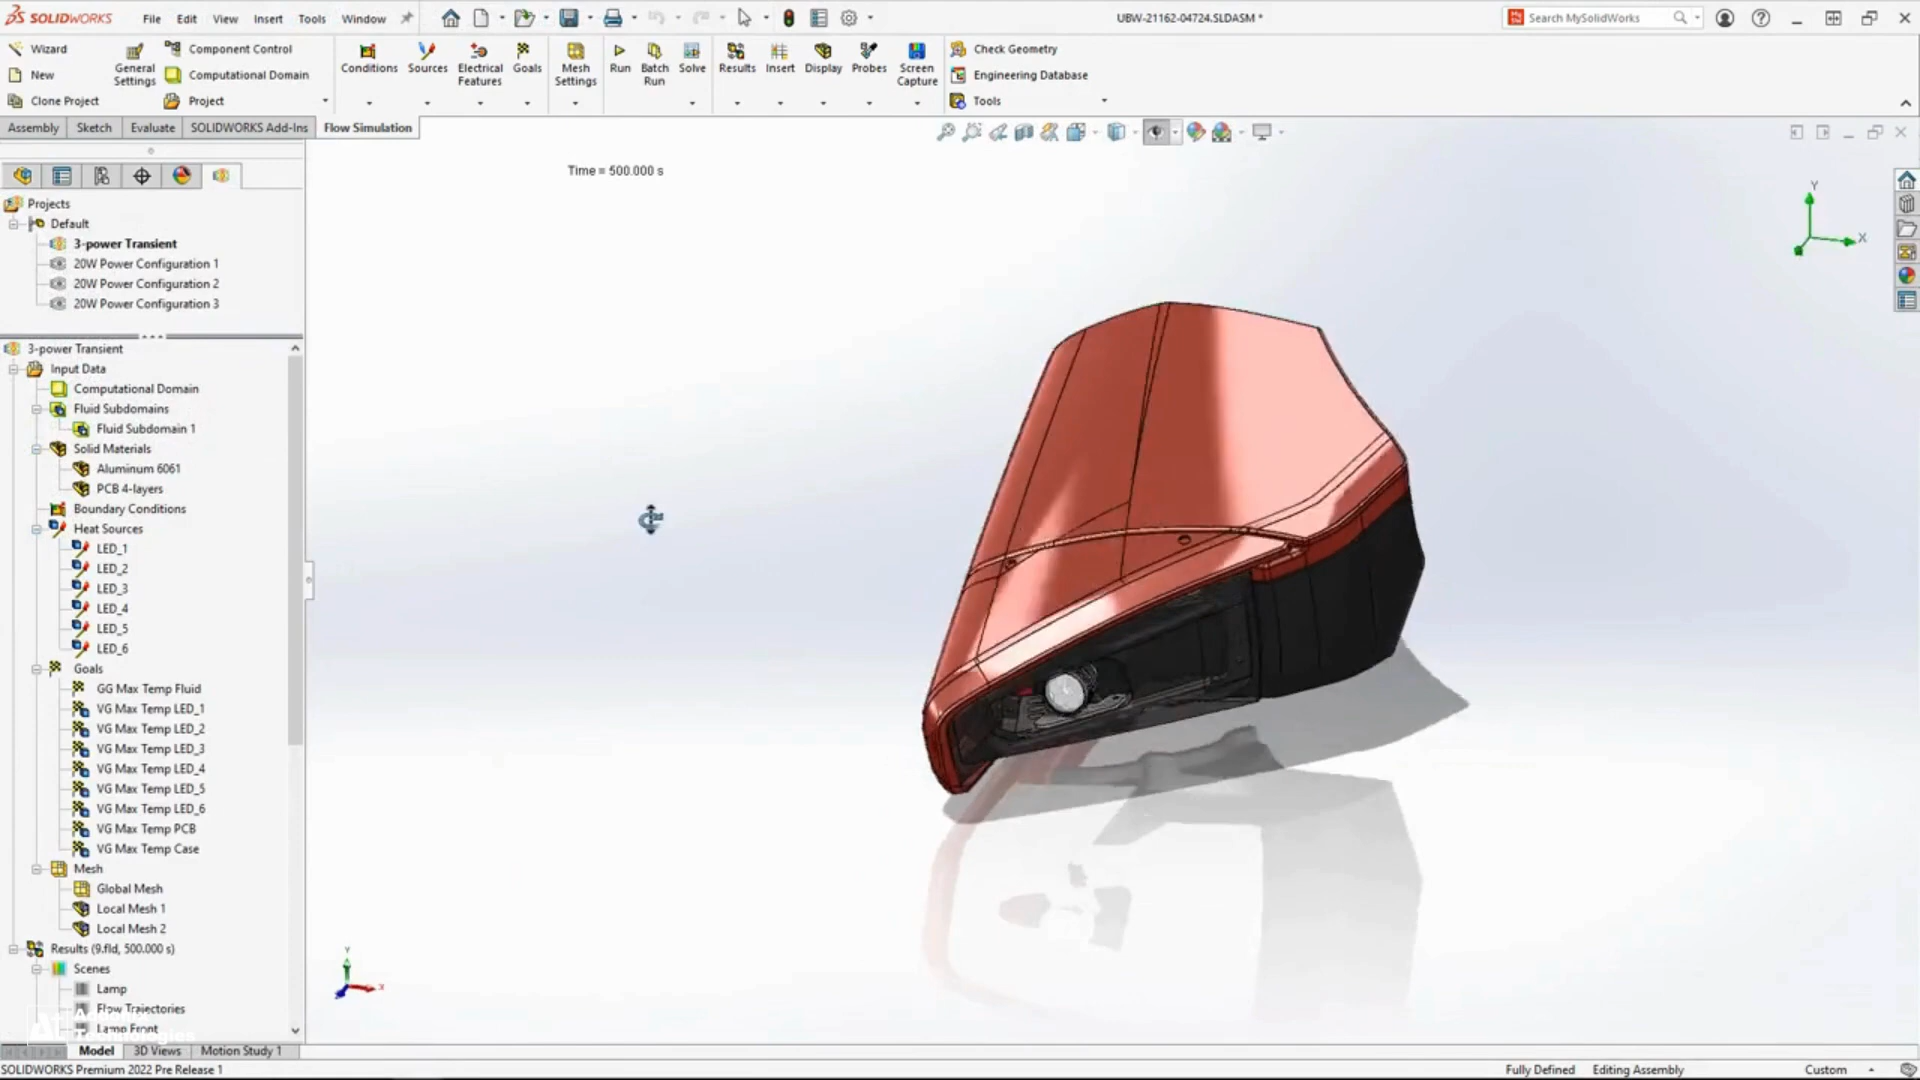 SOLIDWORKS
File Edit View Insert Tools Window
UBW-21162-04724.SLDASM *
Search MySolidWorks
Wizard
New
Clone Project
General Settings
Component Control
Computational Domain
Project
Conditions
Sources
Electrical Features
Goals
Mesh Settings
Run
Batch Run
Solve
Results
Insert
Display
Probes
Screen Capture
Check Geometry
Engineering Database
Tools
Assembly Sketch Evaluate SOLIDWORKS Add-Ins Flow Simulation
Time = 500.000 s
Projects
Default
3-power Transient
20W Power Configuration 1
20W Power Configuration 2
20W Power Configuration 3
3-power Transient
Input Data
Computational Domain
Fluid Subdomains
Fluid Subdomain 1
Solid Materials
Aluminum 6061
PCB 4-layers
Boundary Conditions
Heat Sources
LED_1
LED_2
LED_3
LED_4
LED_5
LED_6
Goals
GG Max Temp Fluid
VG Max Temp LED_1
VG Max Temp LED_2
VG Max Temp LED_3
VG Max Temp LED_4
VG Max Temp LED_5
VG Max Temp LED_6
VG Max Temp PCB
VG Max Temp Case
Mesh
Global Mesh
Local Mesh 1
Local Mesh 2
Results (9.fld, 500.000 s)
Scenes
Lamp
Flow Trajectories
Lamp Front
Y
X
Y
X
Model 3D Views Motion Study 1
SOLIDWORKS Premium 2022 Pre Release 1
Fully Defined Editing Assembly Custom